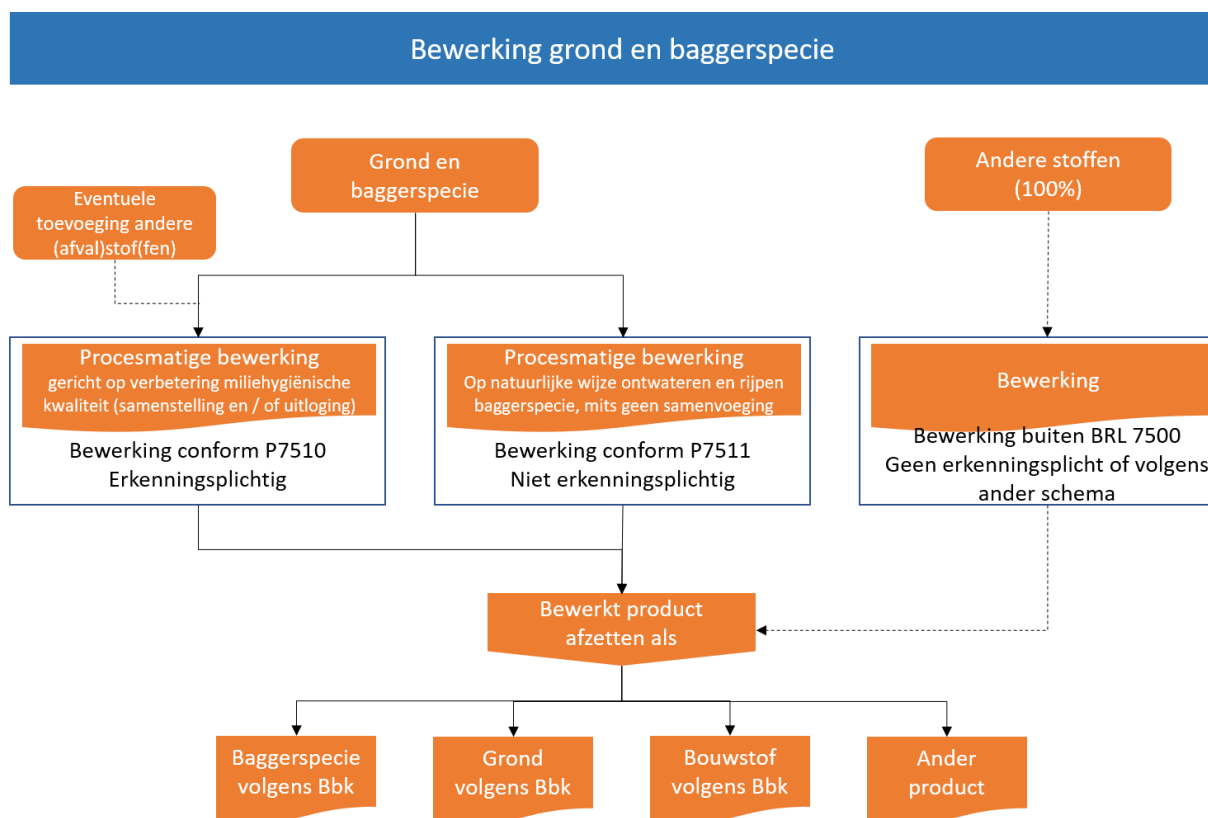 Bewerking grond en baggerspecie
Grond en
baggerspecie
Andere stoffen
(100%)
Eventuele
toevoeging andere
(afval)stof(fen)
Procesmatige bewerking
gericht op verbetering miliehygiënische
kwaliteit (samenstelling en / of uitloging)
Bewerking conform P7510
Erkenningsplichtig
Procesmatige bewerking
Op natuurlijke wijze ontwateren en rijpen
baggerspecie, mits geen samenvoeging
Bewerking conform P7511
Niet erkenningsplichtig
Bewerking
Bewerking buiten BRL 7500
Geen erkenningsplicht of volgens
ander schema
Bewerkt product
afzetten als
Baggerspecie
volgens Bbk
Grond
volgens Bbk
Bouwstof
volgens Bbk
Ander
product